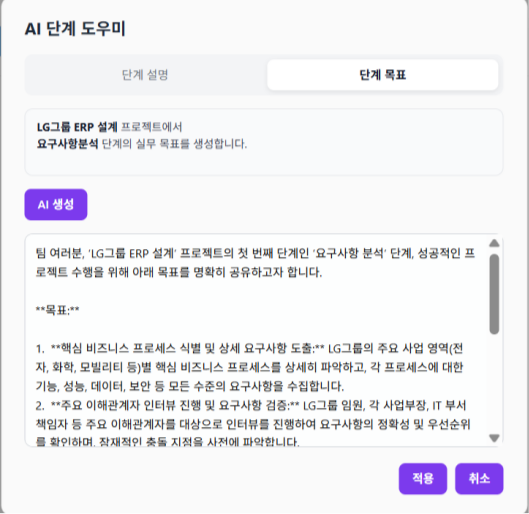 AI 단계 도우미
단계 설명
단계 목표
LG그룹 ERP 설계 프로젝트에서
요구사항분석 단계의 실무 목표를 생성합니다.
AI 생성
팀 여러분, 'LG그룹 ERP 설계' 프로젝트의 첫 번째 단계인 '요구사항 분석' 단계, 성공적인 프
로젝트 수행을 위해 아래 목표를 명확히 공유하고자 합니다.
**목표:**
1. **핵심 비즈니스 프로세스 식별 및 상세 요구사항 도출:** LG그룹의 주요 사업 영역(전
자, 화학, 모빌리티 등)별 핵심 비즈니스 프로세스를 상세히 파악하고, 각 프로세스에 대한
기능, 성능, 데이터, 보안 등 모든 수준의 요구사항을 수집합니다.
2. **주요 이해관계자 인터뷰 진행 및 요구사항 검증:** LG그룹 임원, 각 사업부장, IT 부서
책임자 등 주요 이해관계자를 대상으로 인터뷰를 진행하여 요구사항의 정확성 및 우선순위
를 확인하며, 잠재적인 충돌 지점을 사전에 파악합니다.
적용
취소